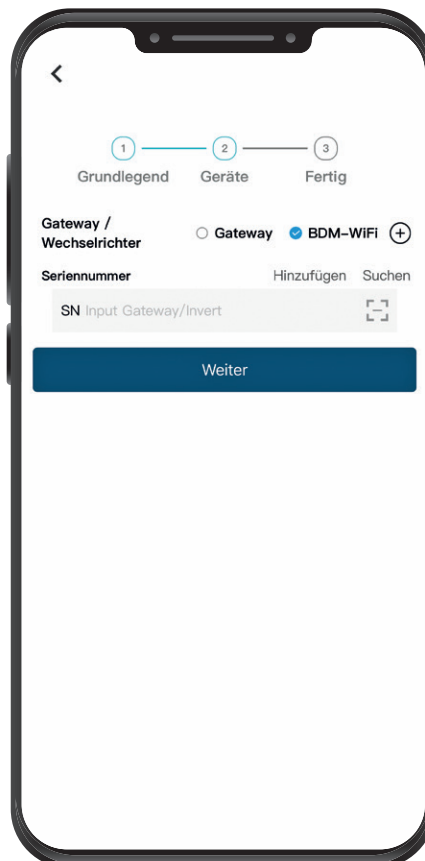 1 2 3
Grundlegend Geräte Fertig
Gateway /
Wechselrichter
Gateway BDM-WiFi
Seriennummer Hinzufügen Suchen
SN Input Gateway/Invert
Weiter